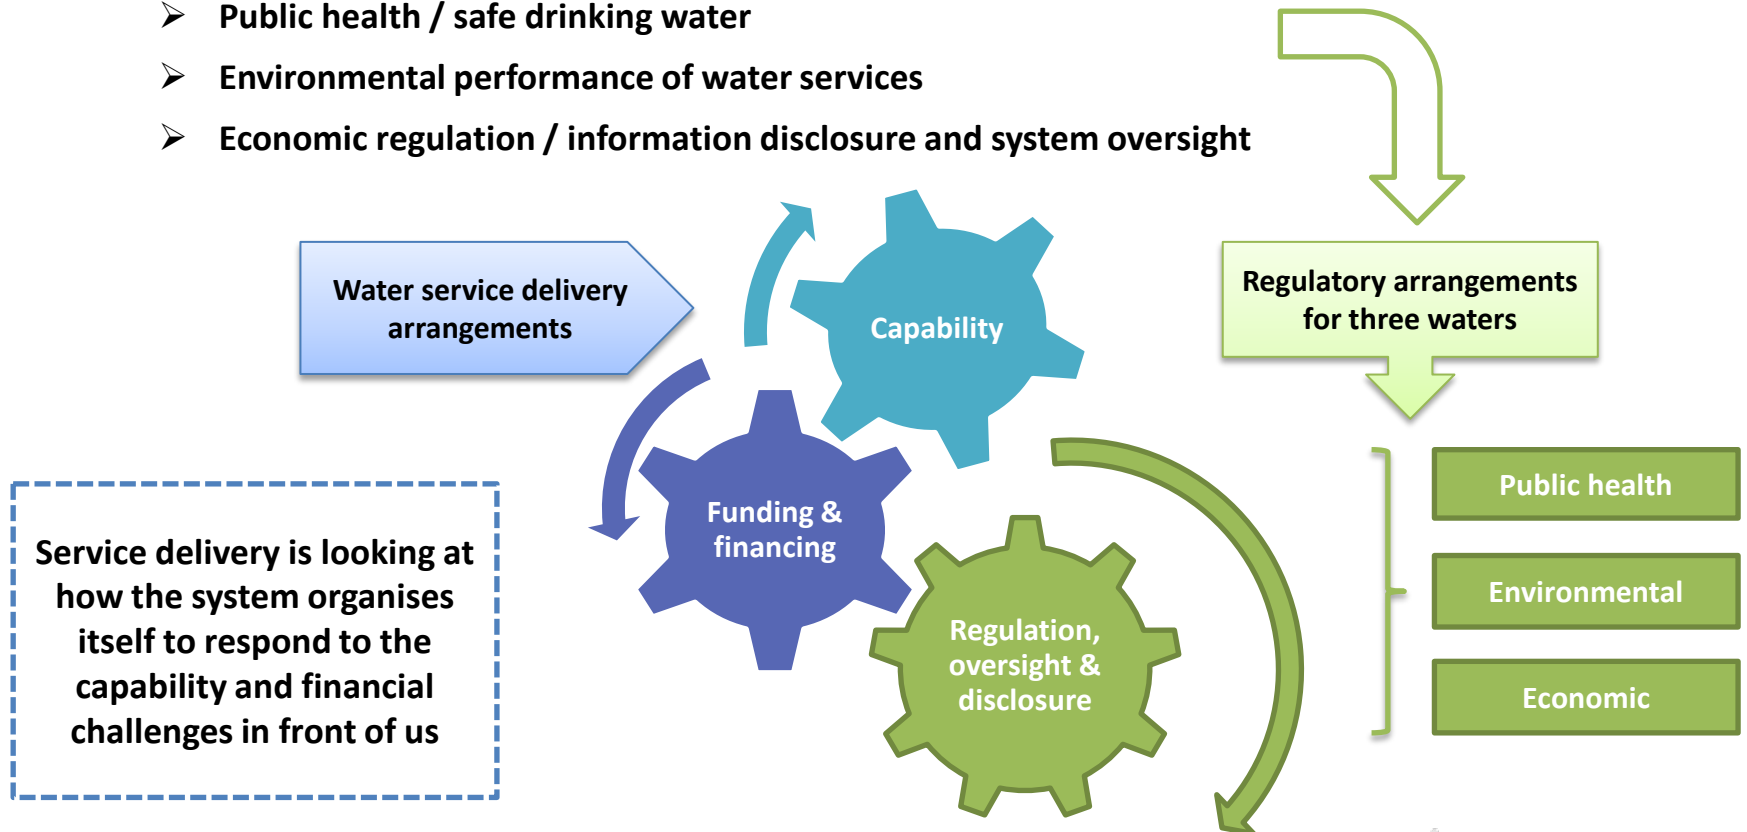 ➢ Public health / safe drinking water
➢ Environmental performance of water services
➢ Economic regulation / information disclosure and system oversight
Water service delivery
arrangements
Capability
Regulatory arrangements
for three waters
Funding &
financing
Service delivery is looking at
how the system organises
itself to respond to the
capability and financial
challenges in front of us
Regulation,
oversight &
disclosure
Public health
Environmental
Economic